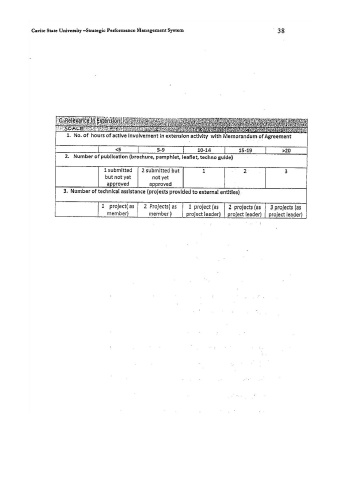 Cavite State University –Strategic Performance Management System 38
C. Relevance in Extension
SCALE
1. No. of hours of active involvement in extension activity with Memorandum of Agreement
<5 5-9 10-14 15-19 >20
2. Number of publication (brochure, pamphlet, leaflet, techno guide)
1 submitted 2 submitted but 1 2 3
but not yet not yet
approved approved
3. Number of technical assistance (projects provided to external entities)
1 project( as 2 Projects( as 1 project (as 2 projects (as 3 projects (as
member) member ) project leader) project leader) project leader)